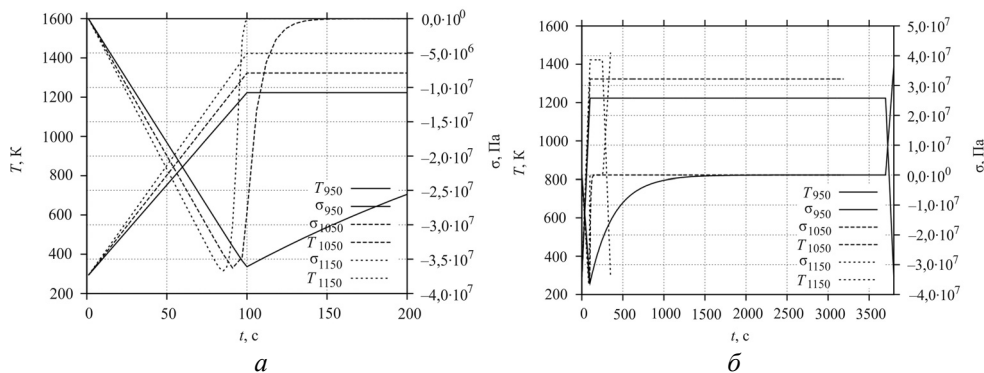 1600
1400
1200
1000
800
600
400
200
T, К
0
50
100
150
200
t, с
0,0·10⁰
–5,0·10⁶
–1,0·10⁷
–1,5·10⁷
–2,0·10⁷
–2,5·10⁷
–3,0·10⁷
–3,5·10⁷
–4,0·10⁷
σ, Па
T950
σ950
σ1050
T1050
σ1150
T1150
а
1600
1400
1200
1000
800
600
400
200
T, К
0
500
1000
1500
2000
2500
3000
3500
t, с
5,0·10⁷
4,0·10⁷
3,0·10⁷
2,0·10⁷
1,0·10⁷
0,0·10⁰
–1,0·10⁷
–2,0·10⁷
–3,0·10⁷
–4,0·10⁷
σ, Па
T950
σ950
σ1050
T1050
σ1150
T1150
б